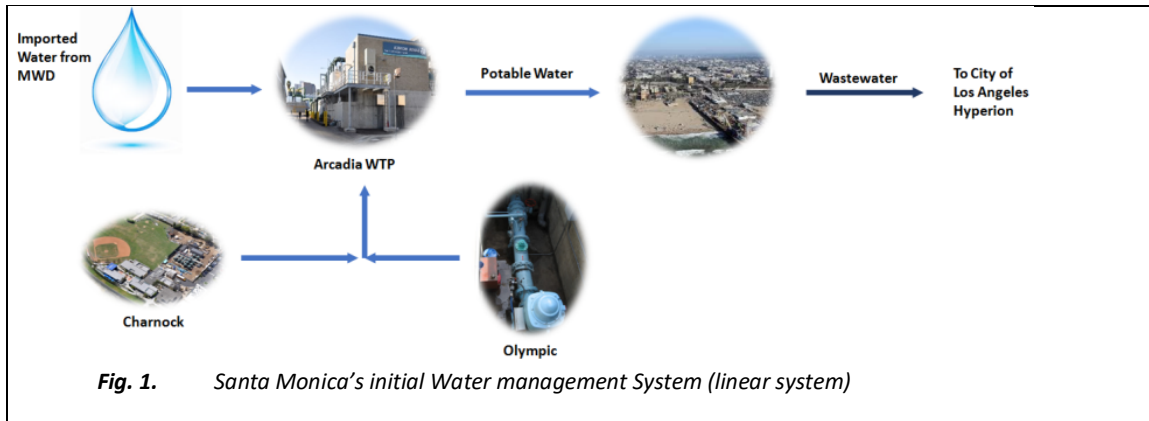 Imported
Water from
MWD
Potable Water
Wastewater
To City of
Los Angeles
Hyperion
Arcadia WTP
Charnock
Olympic
Fig. 1. Santa Monica's initial Water management System (linear system)